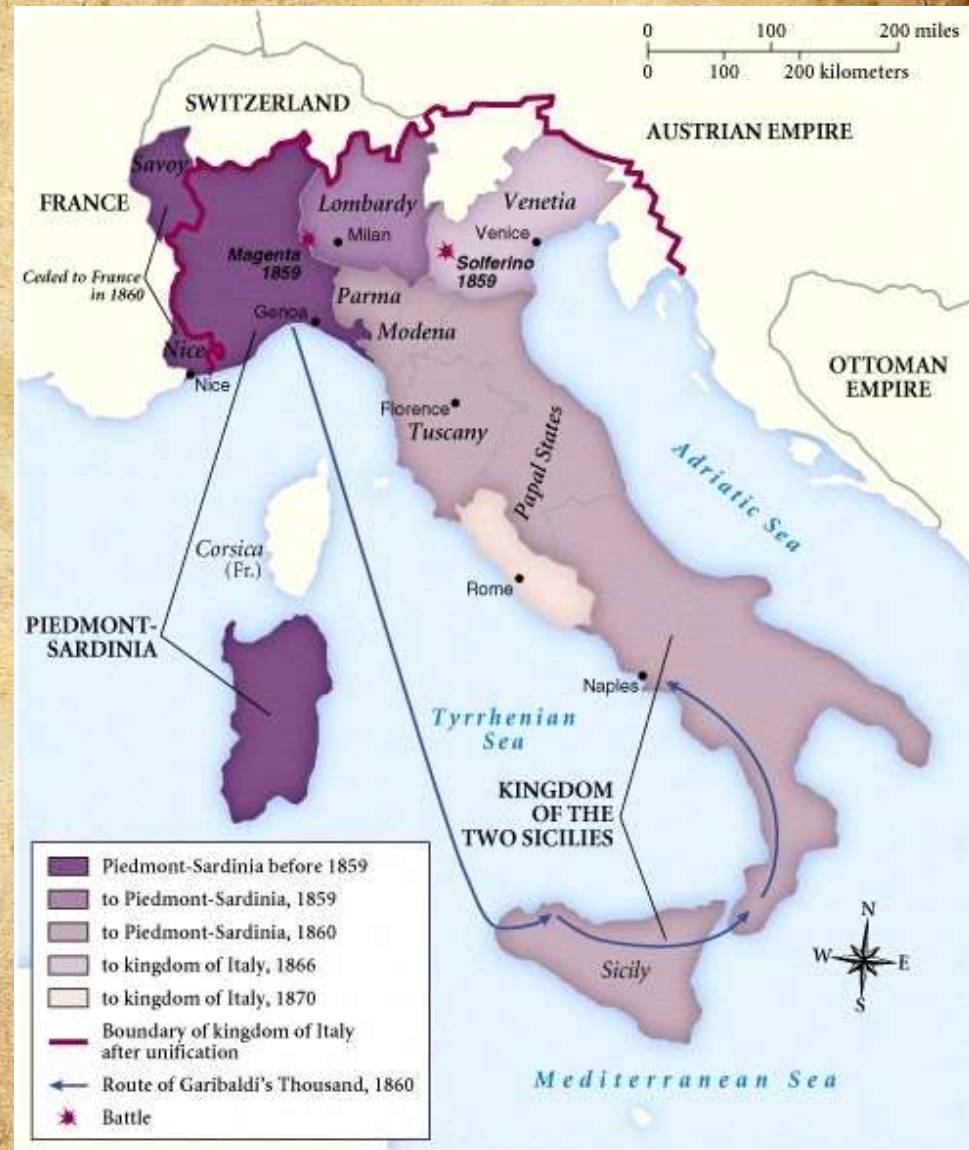 0 100 200 miles
0 100 200 kilometers
SWITZERLAND
AUSTRIAN EMPIRE
Savoy
FRANCE
Lombardy
Venetia
Milan
Venice
Magenta
1859
Solferino
1859
Ceded to France
in 1860
Parma
Genoa
Modena
Nice
Nice
OTTOMAN
EMPIRE
Florence
Tuscany
Papal States
Adriatic Sea
Corsica
(Fr.)
Rome
PIEDMONT-
SARDINIA
Naples
Tyrrhenian
Sea
KINGDOM
OF THE
TWO SICILIES
Sicily
N
W E
S
Mediterranean Sea
Piedmont-Sardinia before 1859
to Piedmont-Sardinia, 1859
to Piedmont-Sardinia, 1860
to kingdom of Italy, 1866
to kingdom of Italy, 1870
Boundary of kingdom of Italy
after unification
Route of Garibaldi's Thousand, 1860
Battle